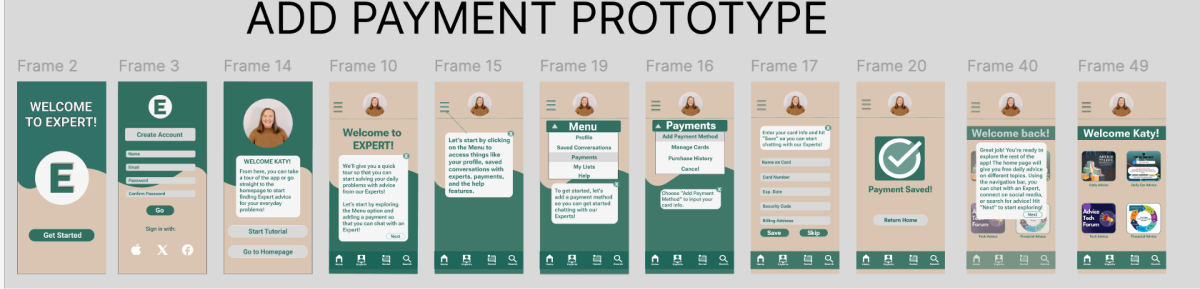 ADD PAYMENT PROTOTYPE
Frame 2
WELCOME
TO EXPERT!
E
Get Started
Frame 3
E
Create Account
Name
Email
Password
Confirm Password
Go
Sign in with:
X
Frame 14
WELCOME KATY!
From here, you can take
a tour of the app or go
straight to the
homepage to start
finding Expert advice
for your everyday
problems!
Start Tutorial
Go to Homepage
Frame 10
Welcome to
EXPERT!
X
We'll give you a quick
tour so that you can
start solving your daily
problems with advice
from our Experts!
Let's start by exploring
the Menu option and
adding a payment so
that you can chat with an
Expert!
Next
Frame 15
X
Let's start by clicking
on the Menu to
access things like
your profile, saved
conversations with
experts, payments,
and the help
features.
Frame 19
Menu
Profile
Saved Conversations
Payments
My Lists
Help
X
To get started, let's
add a payment method
so you can get started
chatting with our
Experts!
Frame 16
Payments
Add Payment Method
Manage Cards
Purchase History
Cancel
X
Choose "Add Payment
Method" to input your
card info.
Frame 17
X
Enter your card info and hit
"Save" so you can start
chatting with our Experts!
Name on Card
Card Number
Exp. Date
Security Code
Billing Address
Save
Skip
Frame 20
Payment Saved!
Return Home
Frame 40
Welcome back!
X
Great job! You're ready to
explore the rest of the
app! The home page will
give you free daily advice
on different topics. Using
the navigation bar, you
can chat with an Expert,
connect on social media,
or search for advice! Hit
"Next" to start exploring!
Next
Tech Advice
Financial Advice
Frame 49
Welcome Katy!
Daily Advice
Daily Car Advice
Advice
Tech
Forum
Tech Advice
Financial Advice